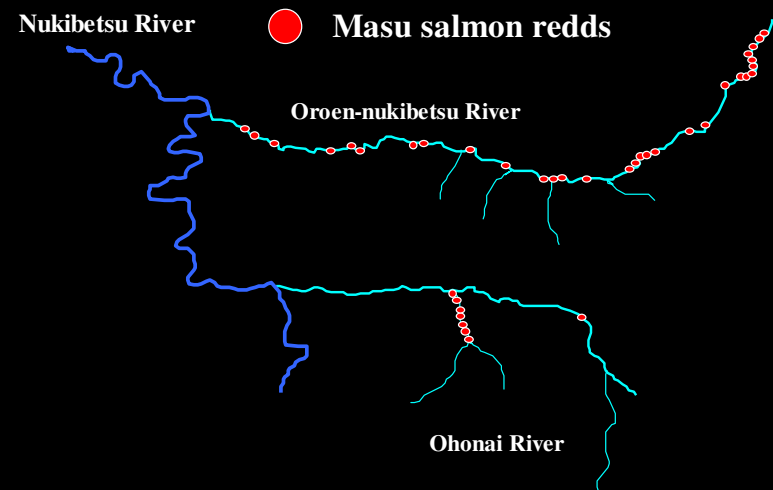 Nukibetsu River
Masu salmon redds
Oroen-nukibetsu River
Ohonai River